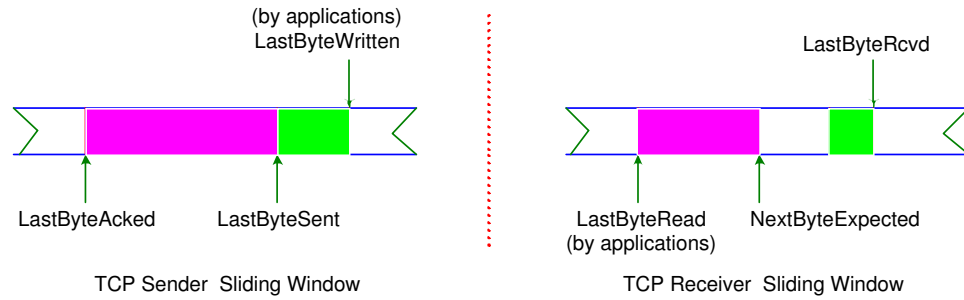 (by applications)
LastByteWritten
LastByteAcked
LastByteSent
TCP Sender Sliding Window
LastByteRcvd
LastByteRead
(by applications)
NextByteExpected
TCP Receiver Sliding Window